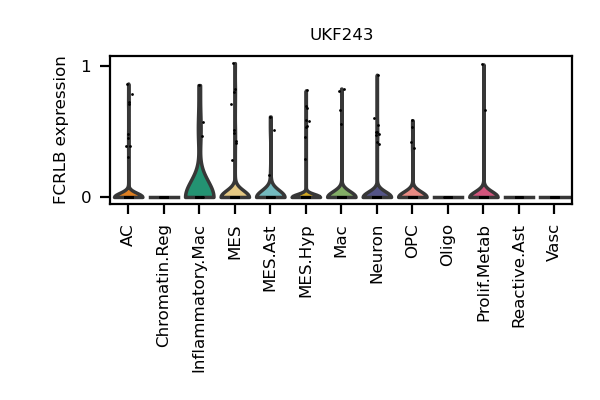 UKF243
FCRLB expression
1
0
AC
Chromatin.Reg
Inflammatory.Mac
MES
MES.Ast
MES.Hyp
Mac
Neuron
OPC
Oligo
Prolif.Metab
Reactive.Ast
Vasc